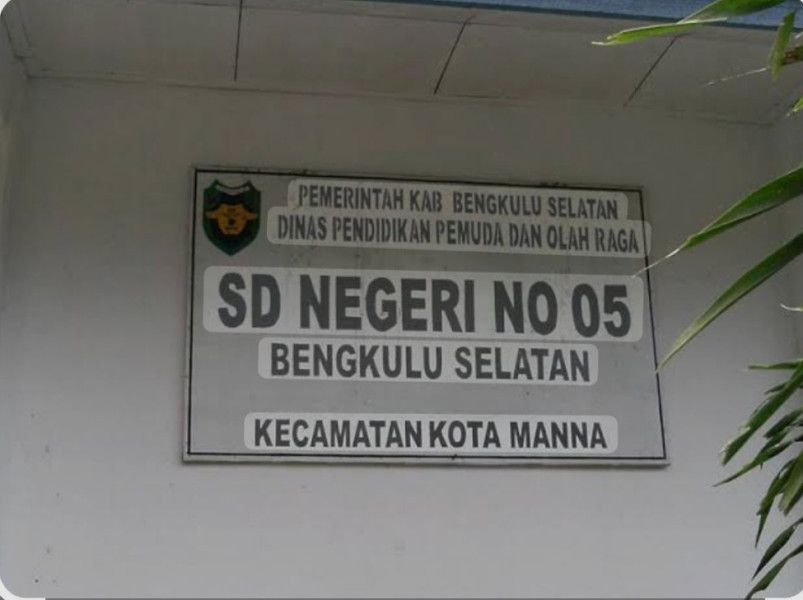 PEMERINTAH KAB BENGKULU SELATAN
DINAS PENDIDIKAN PEMUDA DAN OLAH RAGA
SD NEGERI NO 05
BENGKULU SELATAN
KECAMATAN KOTA MANNA